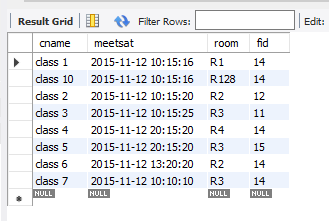 Result Grid Filter Rows: Edit:
cname meetsat room fid
class 1 2015-11-12 10:15:16 R1 14
class 10 2015-11-12 10:15:16 R128 14
class 2 2015-11-12 10:15:20 R2 12
class 3 2015-11-12 10:15:25 R3 11
class 4 2015-11-12 20:15:20 R4 14
class 5 2015-11-12 20:15:20 R3 15
class 6 2015-11-12 13:20:20 R2 14
class 7 2015-11-12 10:10:10 R3 14
NULL NULL NULL NULL